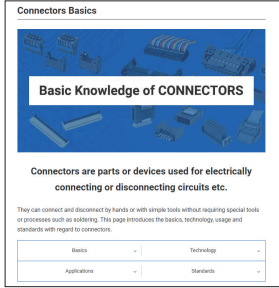 Connectors Basics
Basic Knowledge of CONNECTORS
Connectors are parts or devices used for electrically
connecting or disconnecting circuits etc.
They can connect and disconnect by hands or with simple tools without requiring special tools
or processes such as soldering. This page introduces the basics, technology, usage and
standards with regard to connectors.
Basics
Technology
Applications
Standards